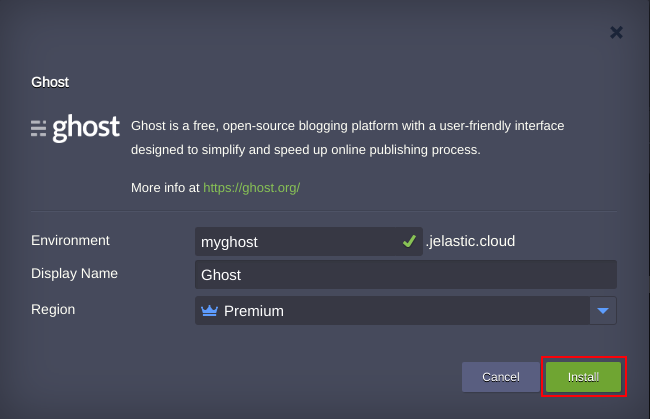 Ghost
ghost
Ghost is a free, open-source blogging platform with a user-friendly interface
designed to simplify and speed up online publishing process.
More info at https://ghost.org/
Environment myghost .jelastic.cloud
Display Name Ghost
Region Premium
Cancel Install